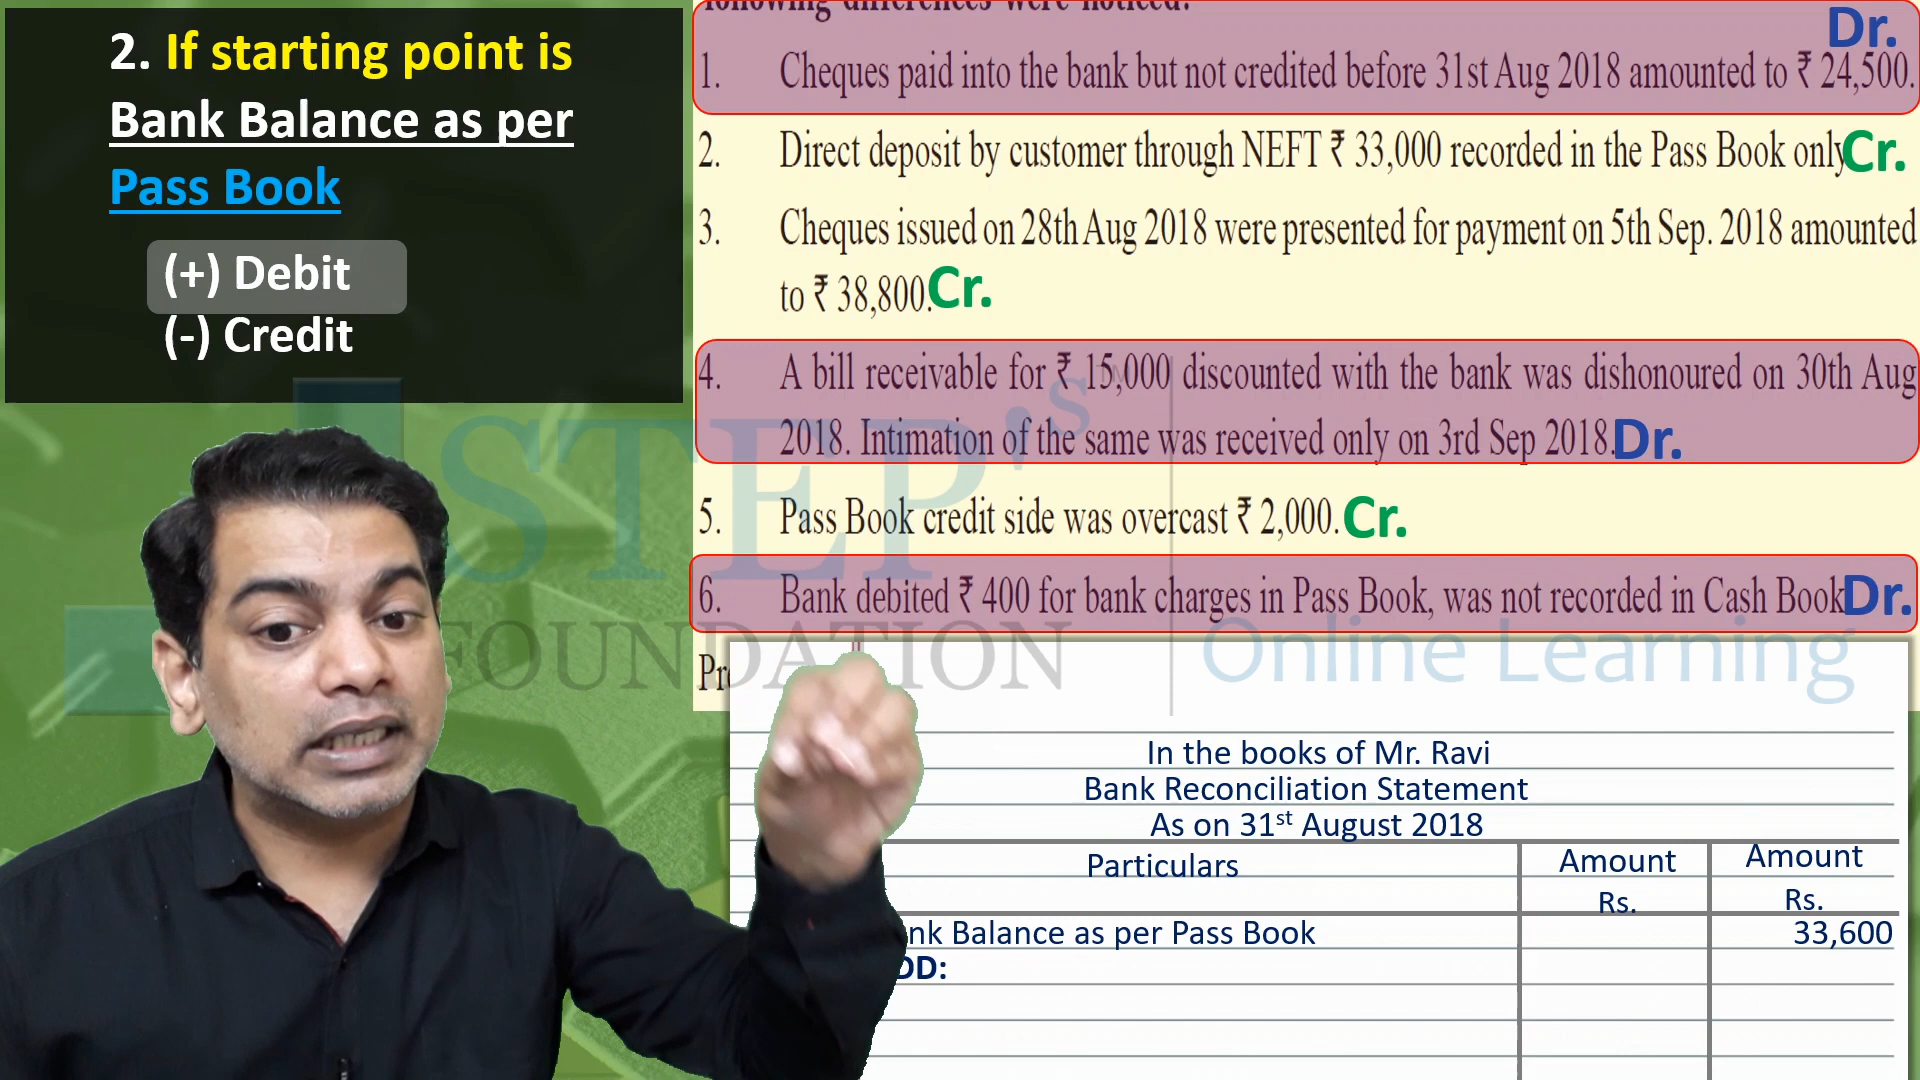 2. If starting point is
Bank Balance as per
Pass Book
(+) Debit
(-) Credit
following differences were noticed:
Dr.
1. Cheques paid into the bank but not credited before 31st Aug 2018 amounted to ₹ 24,500.
2. Direct deposit by customer through NEFT ₹ 33,000 recorded in the Pass Book only Cr.
3. Cheques issued on 28th Aug 2018 were presented for payment on 5th Sep. 2018 amounted
to ₹ 38,800. Cr.
4. A bill receivable for ₹ 15,000 discounted with the bank was dishonoured on 30th Aug
2018. Intimation of the same was received only on 3rd Sep 2018. Dr.
5. Pass Book credit side was overcast ₹ 2,000. Cr.
6. Bank debited ₹ 400 for bank charges in Pass Book, was not recorded in Cash Book Dr.
STEP's
FOUNDATION
Online Learning
In the books of Mr. Ravi
Bank Reconciliation Statement
As on 31st August 2018
Particulars
Amount
Rs.
Amount
Rs.
Balance as per Pass Book
33,600